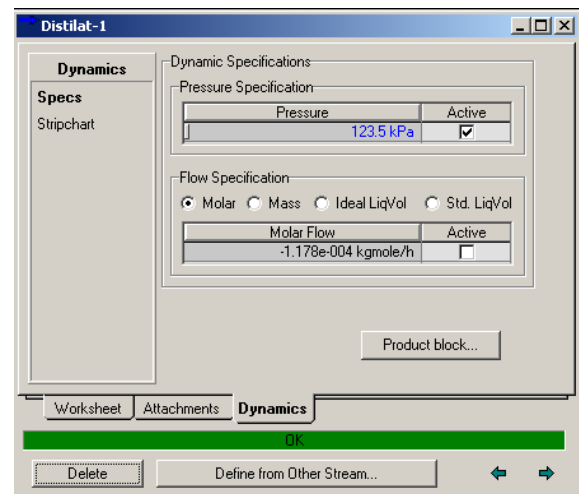 Distilat-1
Dynamics
Specs
Stripchart
Dynamic Specifications
Pressure Specification
Pressure Active
123.5 kPa
Flow Specification
Molar Mass Ideal LiqVol Std. LiqVol
Molar Flow Active
-1.178e-004 kgmole/h
Product block...
Worksheet Attachments Dynamics
OK
Delete Define from Other Stream...